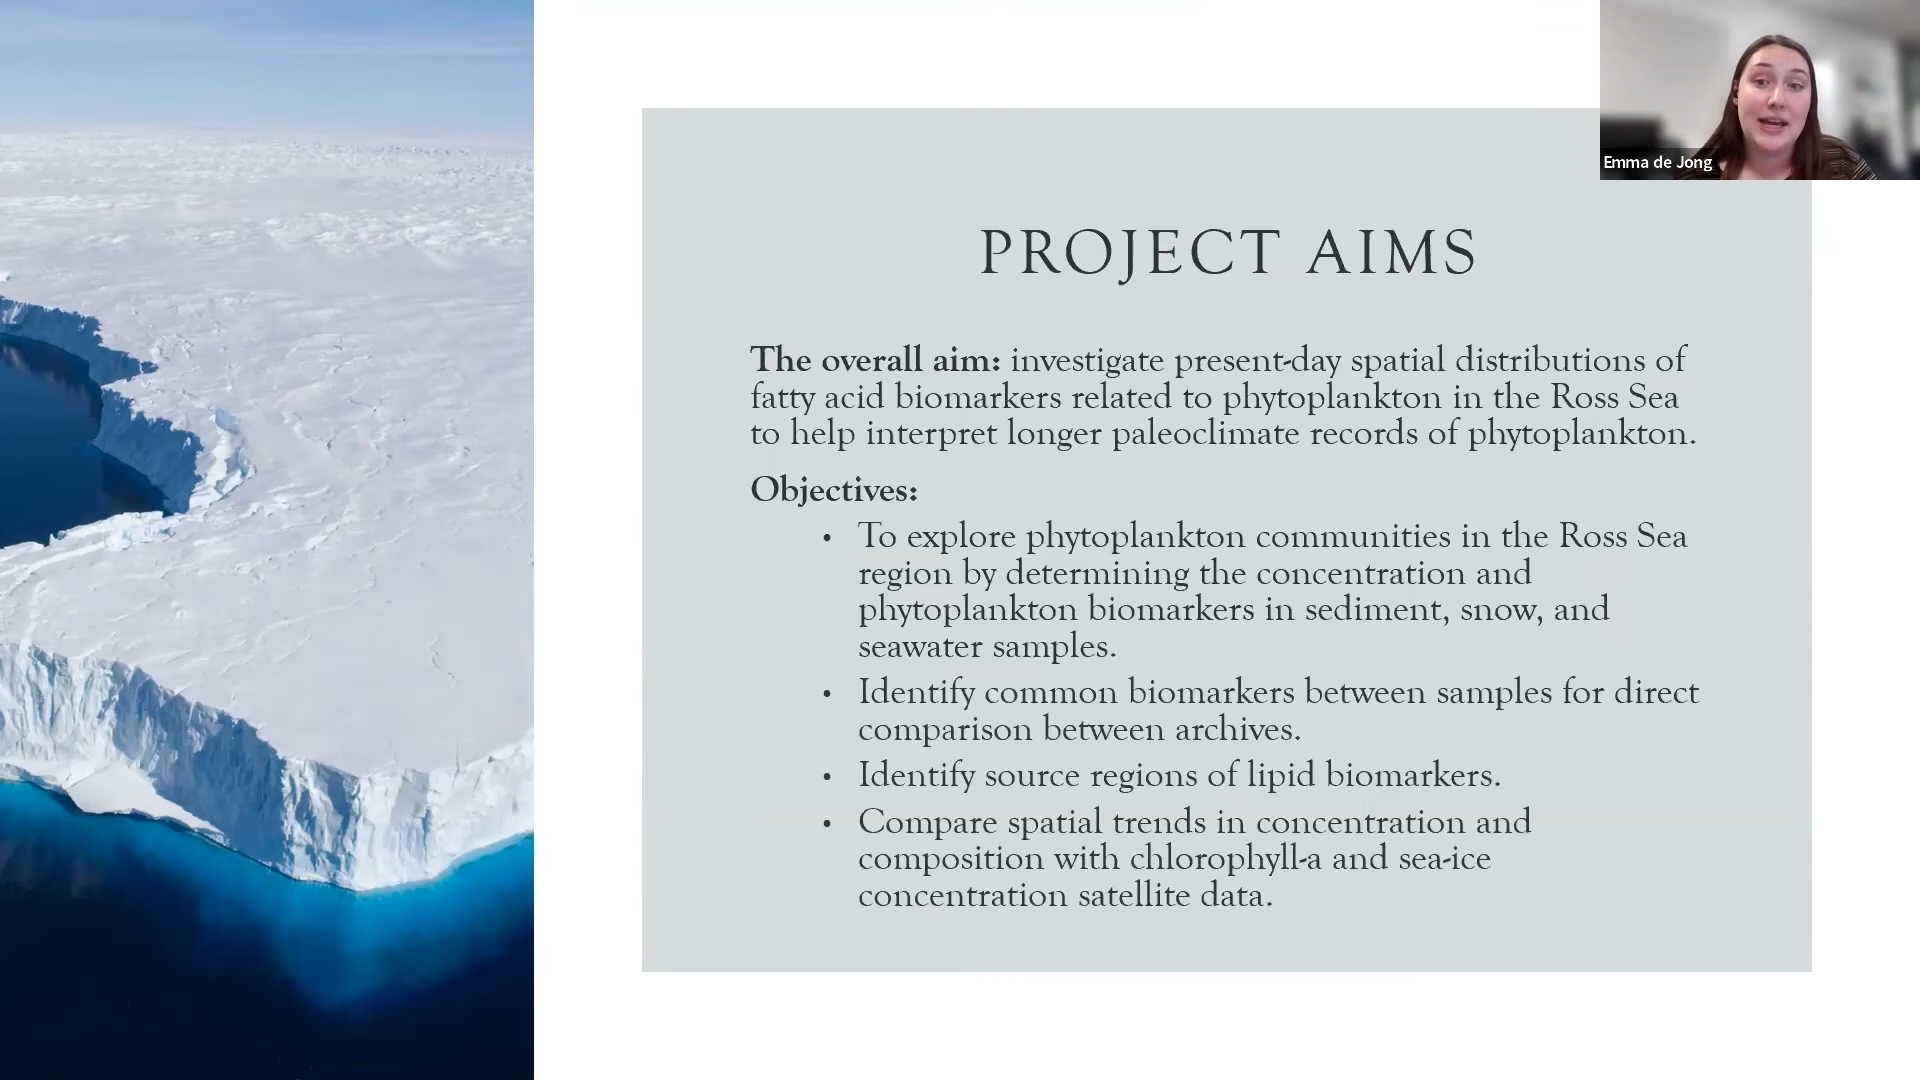 Emma de Jong
PROJECT AIMS
The overall aim: investigate present-day spatial distributions of
fatty acid biomarkers related to phytoplankton in the Ross Sea
to help interpret longer paleoclimate records of phytoplankton.
Objectives:
• To explore phytoplankton communities in the Ross Sea
region by determining the concentration and
phytoplankton biomarkers in sediment, snow, and
seawater samples.
• Identify common biomarkers between samples for direct
comparison between archives.
• Identify source regions of lipid biomarkers.
• Compare spatial trends in concentration and
composition with chlorophyll-a and sea-ice
concentration satellite data.